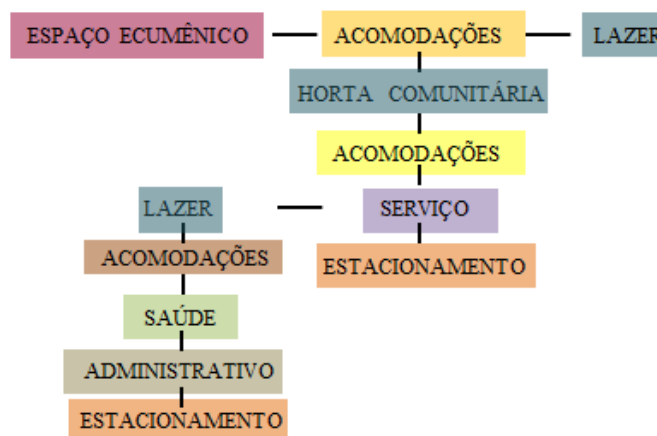 ESPAÇO ECUMÊNICO
ACOMODAÇÕES
LAZER
HORTA COMUNITÁRIA
ACOMODAÇÕES
LAZER
SERVIÇO
ACOMODAÇÕES
ESTACIONAMENTO
SAÚDE
ADMINISTRATIVO
ESTACIONAMENTO